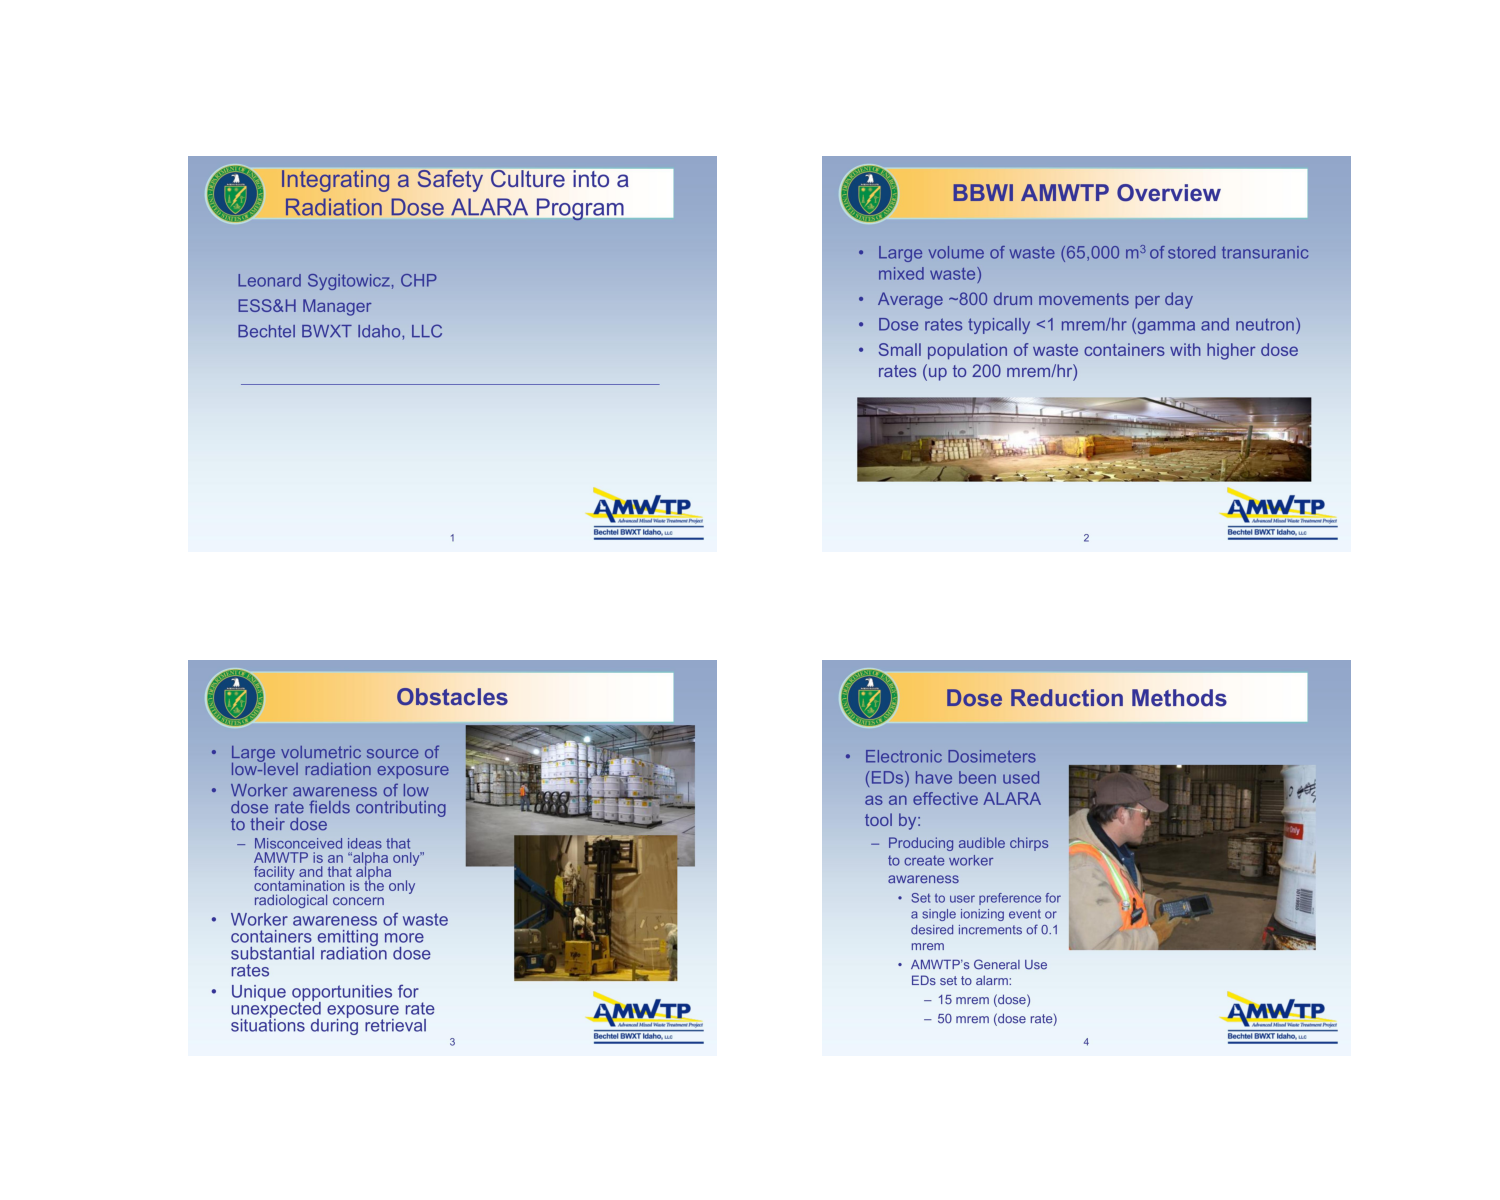 Integrating a Safety Culture into a
Radiation Dose ALARA Program
Leonard Sygitowicz, CHP
ESS&H Manager
Bechtel BWXT Idaho, LLC
AMWTP
Advanced Mixed Waste Treatment Project
Bechtel BWXT Idaho, LLC
1
BBWI AMWTP Overview
• Large volume of waste (65,000 m³ of stored transuranic
mixed waste)
• Average ~800 drum movements per day
• Dose rates typically <1 mrem/hr (gamma and neutron)
• Small population of waste containers with higher dose
rates (up to 200 mrem/hr)
AMWTP
Advanced Mixed Waste Treatment Project
Bechtel BWXT Idaho, LLC
2
Obstacles
• Large volumetric source of
low-level radiation exposure
• Worker awareness of low
dose rate fields contributing
to their dose
– Misconceived ideas that
AMWTP is an “alpha only”
facility and that alpha
contamination is the only
radiological concern
• Worker awareness of waste
containers emitting more
substantial radiation dose
rates
• Unique opportunities for
unexpected exposure rate
situations during retrieval
AMWTP
Advanced Mixed Waste Treatment Project
Bechtel BWXT Idaho, LLC
3
Dose Reduction Methods
• Electronic Dosimeters
(EDs) have been used
as an effective ALARA
tool by:
– Producing audible chirps
to create worker
awareness
• Set to user preference for
a single ionizing event or
desired increments of 0.1
mrem
• AMWTP’s General Use
EDs set to alarm:
– 15 mrem (dose)
– 50 mrem (dose rate)
AMWTP
Advanced Mixed Waste Treatment Project
Bechtel BWXT Idaho, LLC
4